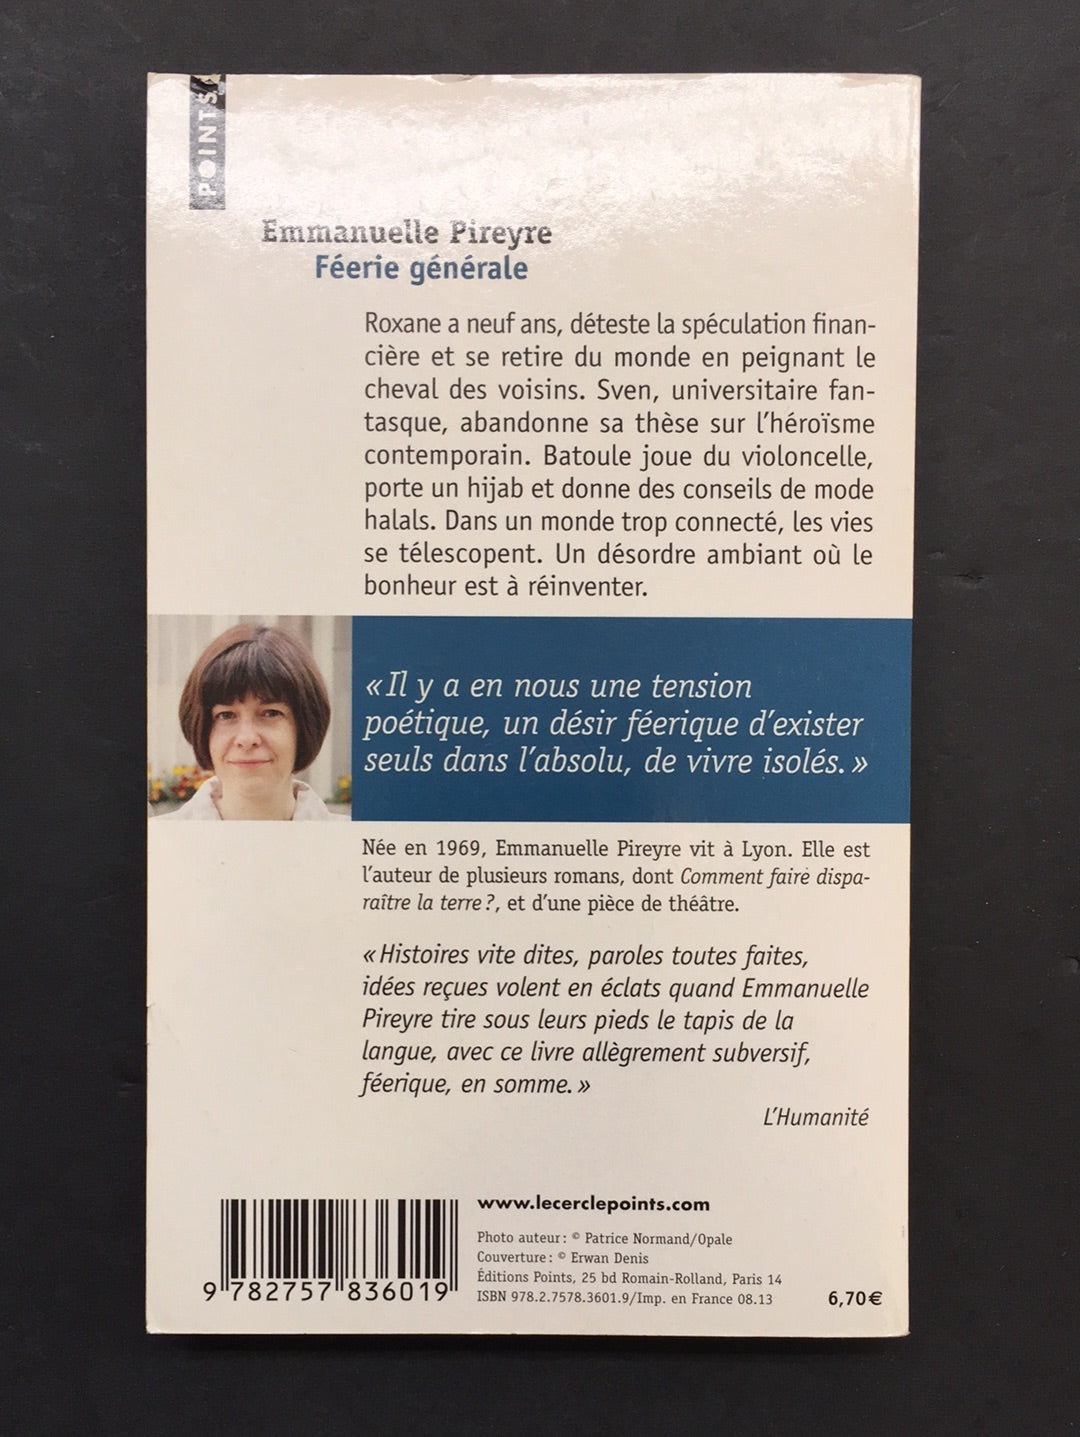 POINTS
Emmanuelle Pireyre
Féerie générale
Roxane a neuf ans, déteste la spéculation finan-
cière et se retire du monde en peignant le
cheval des voisins. Sven, universitaire fan-
tasque, abandonne sa thèse sur l'héroïsme
contemporain. Batoule joue du violoncelle,
porte un hijab et donne des conseils de mode
halals. Dans un monde trop connecté, les vies
se télescopent. Un désordre ambiant où le
bonheur est à réinventer.
« Il y a en nous une tension
poétique, un désir féerique d'exister
seuls dans l'absolu, de vivre isolés. »
Née en 1969, Emmanuelle Pireyre vit à Lyon. Elle est
l'auteur de plusieurs romans, dont Comment faire dispa-
raître la terre ?, et d'une pièce de théâtre.
« Histoires vite dites, paroles toutes faites,
idées reçues volent en éclats quand Emmanuelle
Pireyre tire sous leurs pieds le tapis de la
langue, avec ce livre allègrement subversif,
féerique, en somme. »
L'Humanité
www.lecerclepoints.com
Photo auteur : © Patrice Normand/Opale
Couverture : © Erwan Denis
Éditions Points, 25 bd Romain-Rolland, Paris 14
ISBN 978.2.7578.3601.9/Imp. en France 08.13
6,70€
9 782757 836019